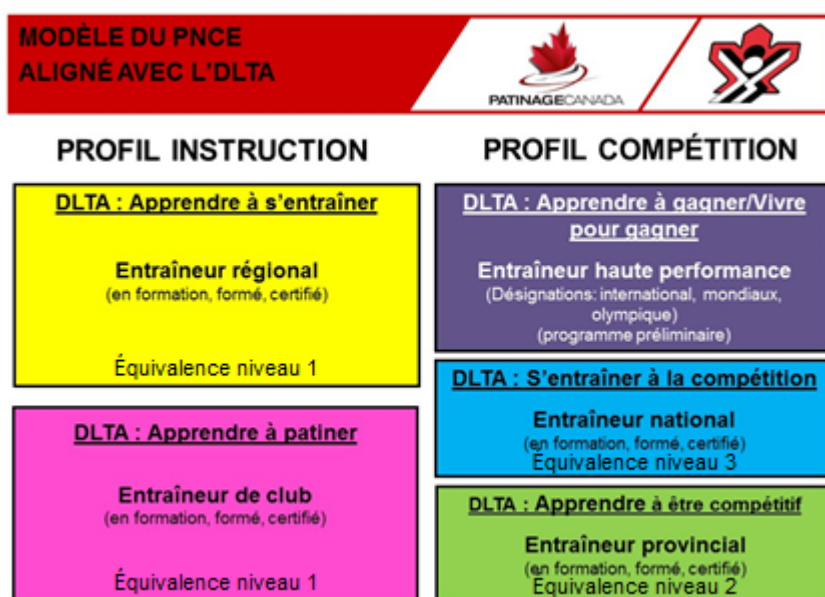 MODÈLE DU PNCE
ALIGNÉ AVEC L'DLTA
PATINAGECANADA
PROFIL INSTRUCTION
DLTA : Apprendre à s'entraîner
Entraîneur régional
(en formation, formé, certifié)
Équivalence niveau 1
DLTA : Apprendre à patiner
Entraîneur de club
(en formation, formé, certifié)
Équivalence niveau 1
PROFIL COMPÉTITION
DLTA : Apprendre à gagner/Vivre
pour gagner
Entraîneur haute performance
(Désignations: international, mondiaux,
olympique)
(programme préliminaire)
DLTA : S'entraîner à la compétition
Entraîneur national
(en formation, formé, certifié)
Équivalence niveau 3
DLTA : Apprendre à être compétitif
Entraîneur provincial
(en formation, formé, certifié)
Équivalence niveau 2